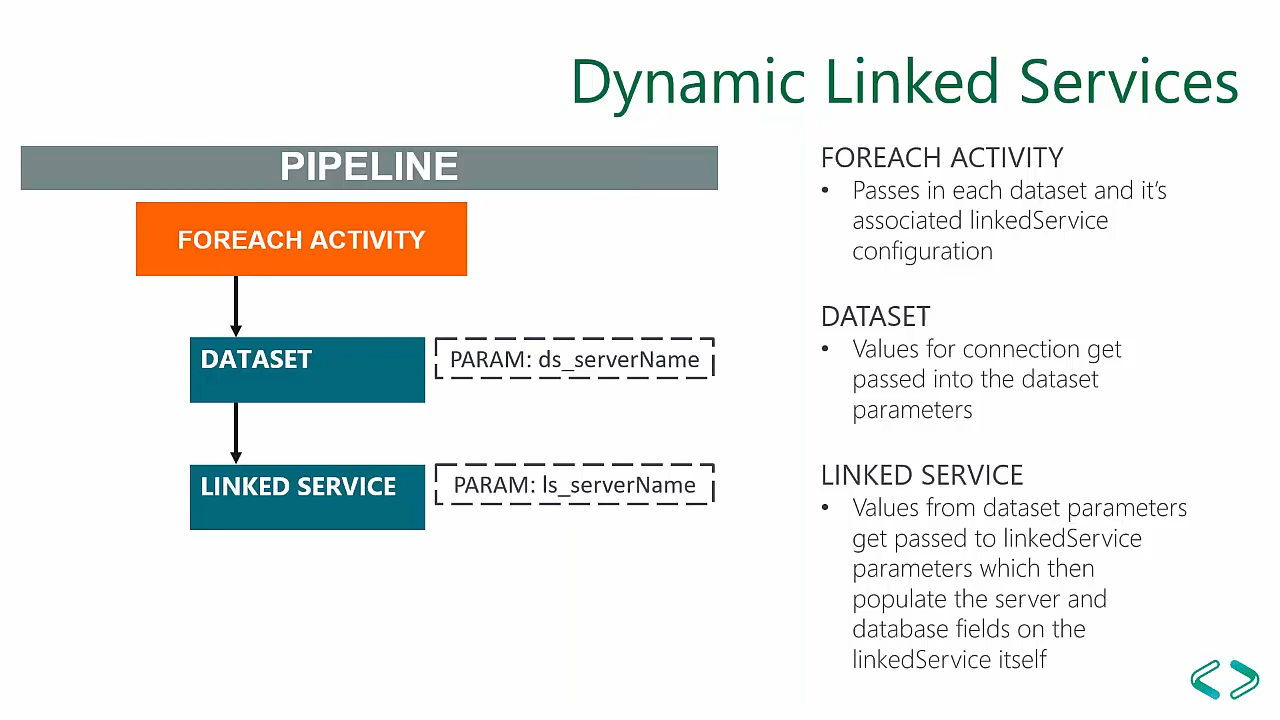 Dynamic Linked Services
PIPELINE
FOREACH ACTIVITY
DATASET
PARAM: ds_serverName
LINKED SERVICE
PARAM: ls_serverName
FOREACH ACTIVITY
• Passes in each dataset and it's
associated linkedService
configuration
DATASET
• Values for connection get
passed into the dataset
parameters
LINKED SERVICE
• Values from dataset parameters
get passed to linkedService
parameters which then
populate the server and
database fields on the
linkedService itself